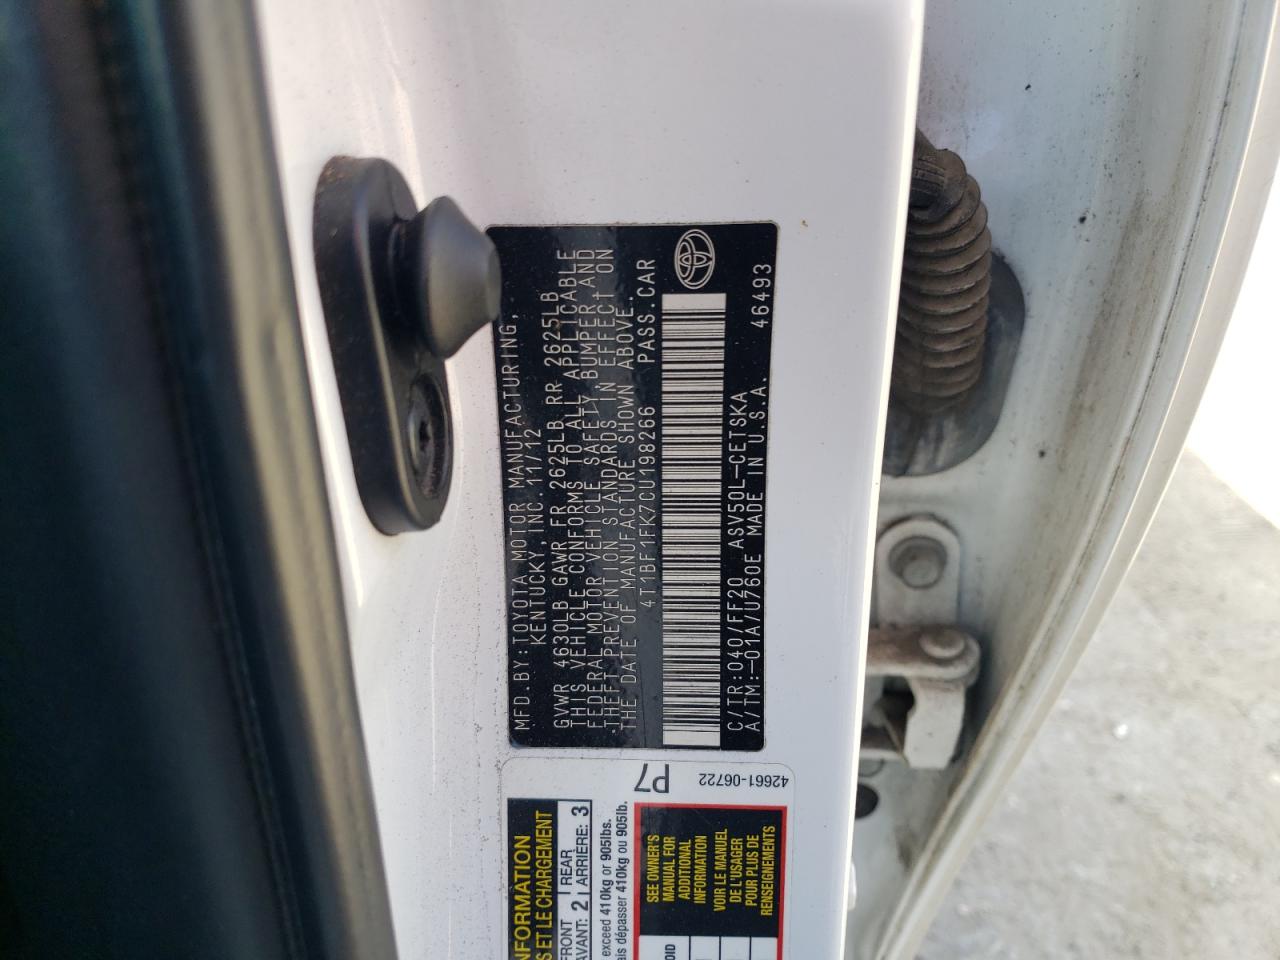 MFD.BY:TOYOTA MOTOR MANUFACTURING,
KENTUCKY,INC. 11/12
GVWR 4630LB GAWR FR 2625LB RR 2625LB
THIS VEHICLE CONFORMS TO ALL APPLICABLE
FEDERAL MOTOR VEHICLE SAFETY, BUMPER AND
THEFT PREVENTION STANDARDS IN EFFECT ON
THE DATE OF MANUFACTURE SHOWN ABOVE.
4T1BF1FK7CU198266 PASS.CAR
C/TR:040/FF20 ASV50L-CETSKA
A/TM:-01A/U760E MADE IN U.S.A. 46493
P7
42661-06722
INFORMATION
S ET LE CHARGEMENT
FRONT
AVANT: 2
REAR
ARRIÈRE: 3
exceed 410kg or 905lbs.
ais dépasser 410kg ou 905lb.
SEE OWNER'S
MANUAL FOR
ADDITIONAL
INFORMATION
VOIR LE MANUEL
DE L'USAGER
POUR PLUS DE
RENSEIGNEMENTS